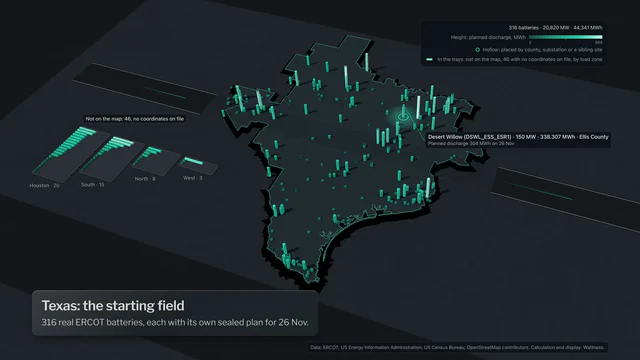 316 batteries · 20,820 MW · 44,341 MWh
Height: planned discharge, MWh
Hollow: placed by county, substation or a sibling site
In the trays: not on the map, 46 with no coordinates on file, by load zone
Not on the map: 46, no coordinates on file
Desert Willow (DSWL_ESS_ESR1) · 150 MW · 338.307 MWh · Ellis County
Planned discharge 304 MWh on 26 Nov
Houston · 20
South · 15
North · 8
West · 3
Texas: the starting field
316 real ERCOT batteries, each with its own sealed plan for 26 Nov.
Data: ERCOT; US Energy Information Administration; US Census Bureau; OpenStreetMap contributors. Calculation and display: Wattness.